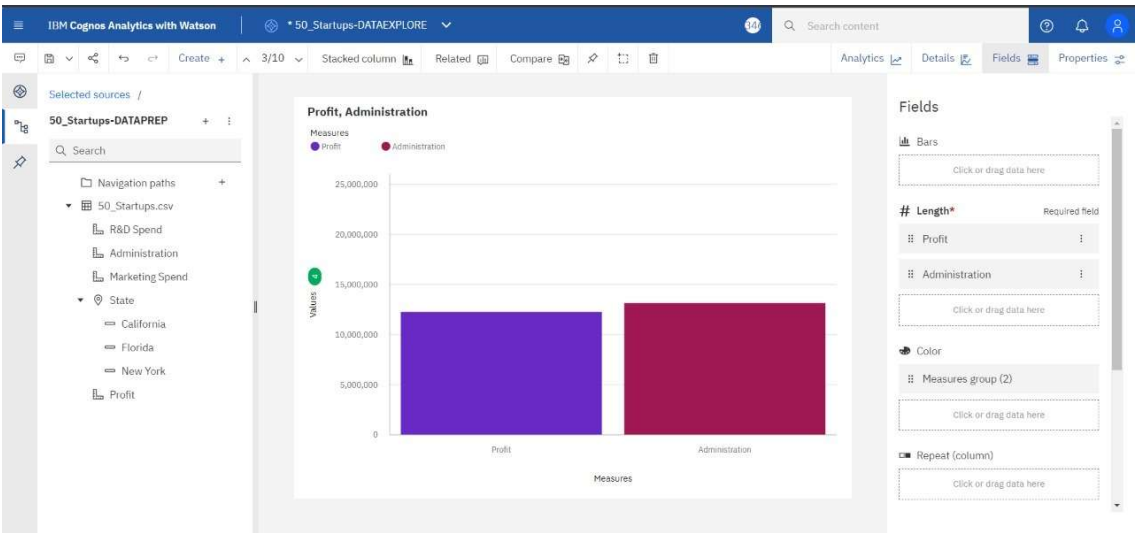 IBM Cognos Analytics with Watson
* 50_Startups-DATAEXPLORE
Search content
Create +
3/10
Stacked column
Related
Compare
Analytics
Details
Fields
Properties
Selected sources /
50_Startups-DATAPREP
Search
Navigation paths
50_Startups.csv
R&D Spend
Administration
Marketing Spend
State
California
Florida
New York
Profit
Profit, Administration
Measures
Profit Administration
25,000,000
20,000,000
15,000,000
10,000,000
5,000,000
0
Values
Profit Administration
Measures
Fields
Bars
Click or drag data here
# Length* Required field
Profit
Administration
Click or drag data here
Color
Measures group (2)
Click or drag data here
Repeat (column)
Click or drag data here